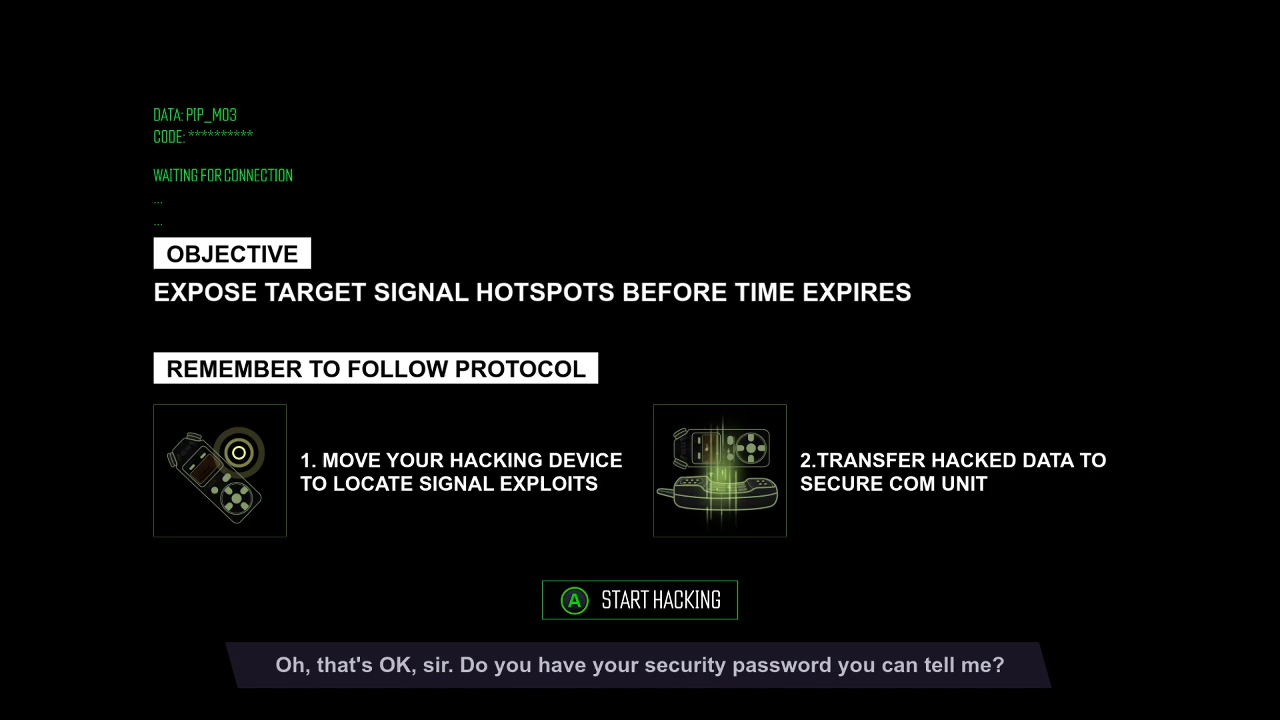 DATA: PIP_M03
CODE: **********
WAITING FOR CONNECTION
...
...
OBJECTIVE
EXPOSE TARGET SIGNAL HOTSPOTS BEFORE TIME EXPIRES
REMEMBER TO FOLLOW PROTOCOL
1. MOVE YOUR HACKING DEVICE
TO LOCATE SIGNAL EXPLOITS
2.TRANSFER HACKED DATA TO
SECURE COM UNIT
A START HACKING
Oh, that's OK, sir. Do you have your security password you can tell me?